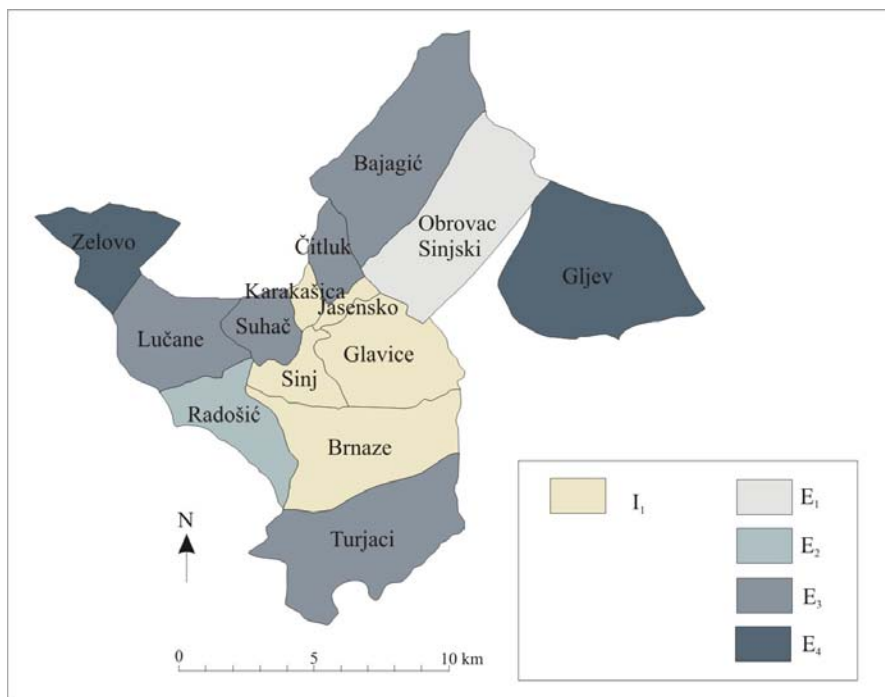 Bajagić
Obrovac
Sinjski
Zelovo
Čitluk
Gljev
Karakašica
Jasensko
Suhač
Lučane
Glavice
Sinj
Radošić
Brnaze
Turjaci
N
0 5 10 km
I₁
E₁
E₂
E₃
E₄